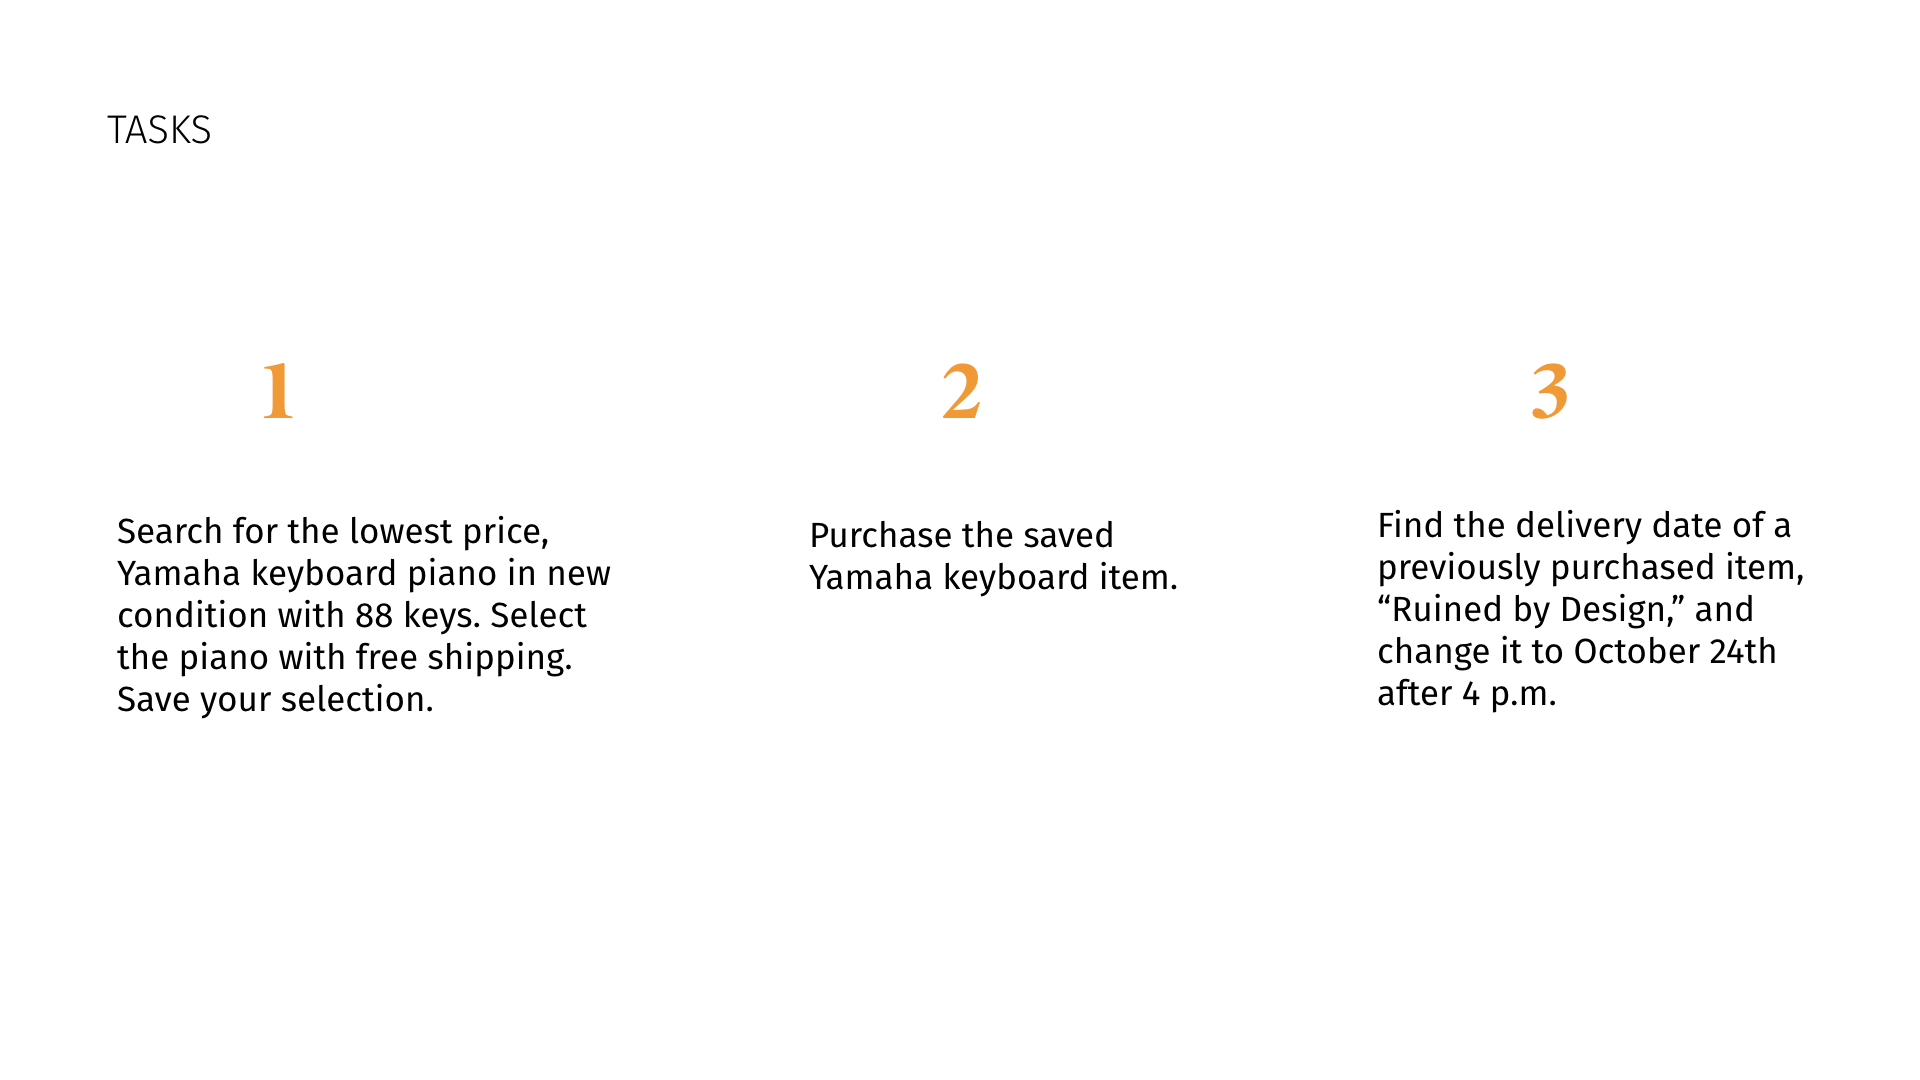 TASKS
1
Search for the lowest price,
Yamaha keyboard piano in new
condition with 88 keys. Select
the piano with free shipping.
Save your selection.
2
Purchase the saved
Yamaha keyboard item.
3
Find the delivery date of a
previously purchased item,
“Ruined by Design,” and
change it to October 24th
after 4 p.m.